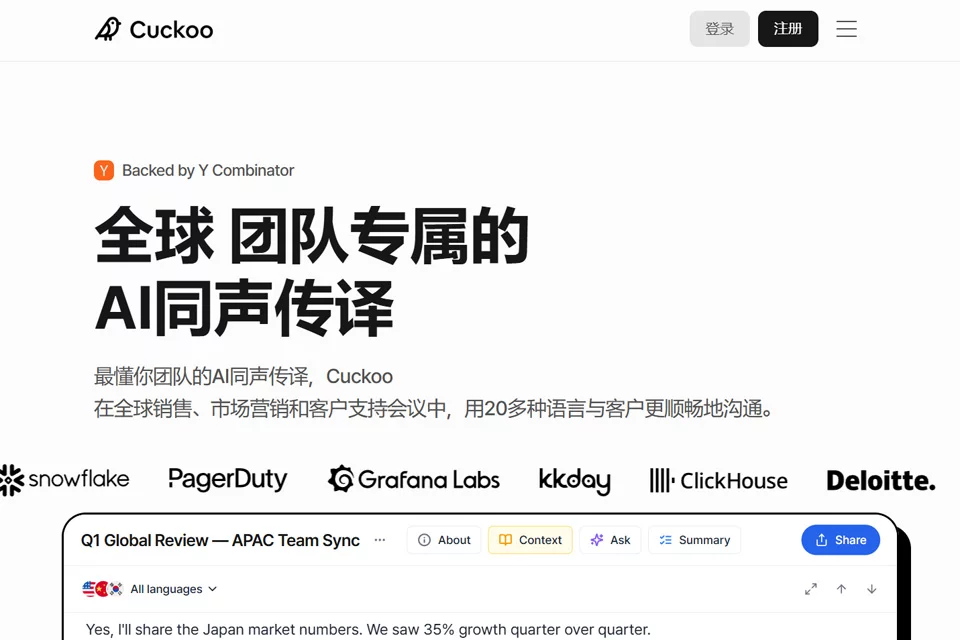 Cuckoo
登录
注册
Y
Backed by Y Combinator
全球 团队专属的
AI同声传译
最懂你团队的AI同声传译，Cuckoo
在全球销售、市场营销和客户支持会议中，用20多种语言与客户更顺畅地沟通。
snowflake PagerDuty Grafana Labs kkday ClickHouse Deloitte.
Q1 Global Review — APAC Team Sync ··· About Context Ask Summary Share
All languages
Yes, I'll share the Japan market numbers. We saw 35% growth quarter over quarter.